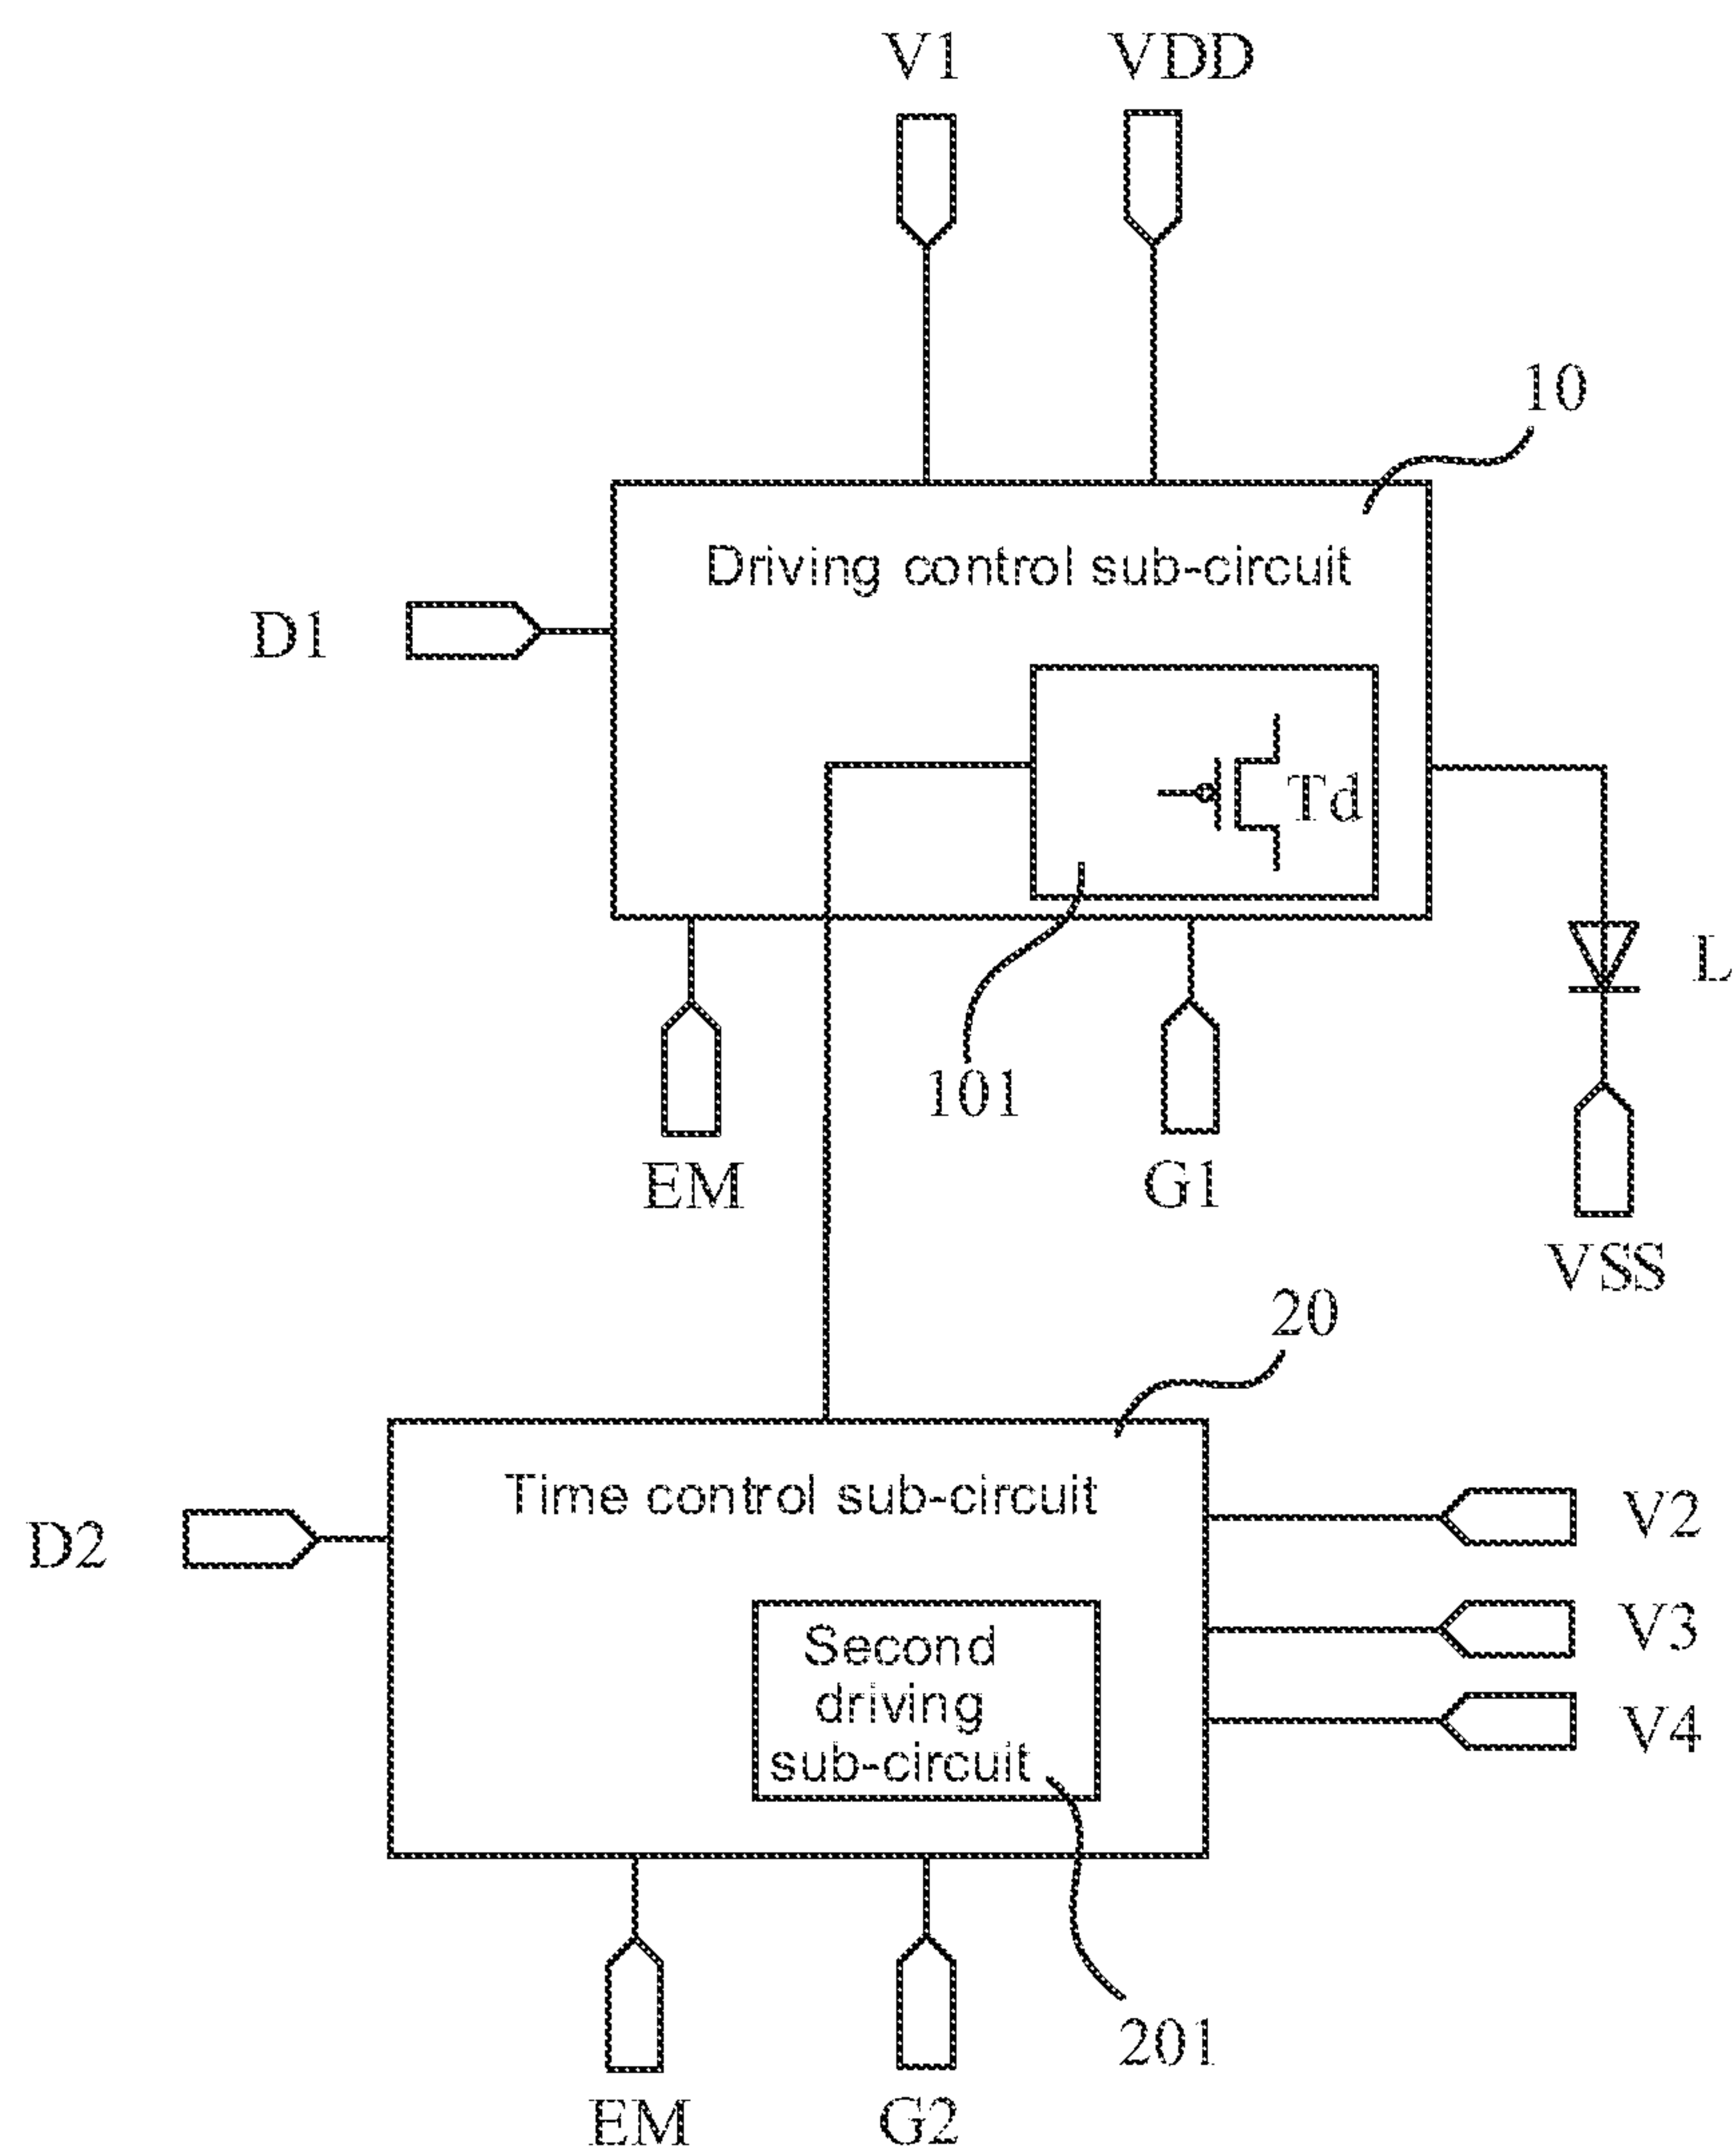 V1 VDD
10
Driving control sub-circuit
D1
Td
L
101
EM G1
VSS
20
Time control sub-circuit
V2
D2
Second
driving
sub-circuit
V3
V4
201
EM G2